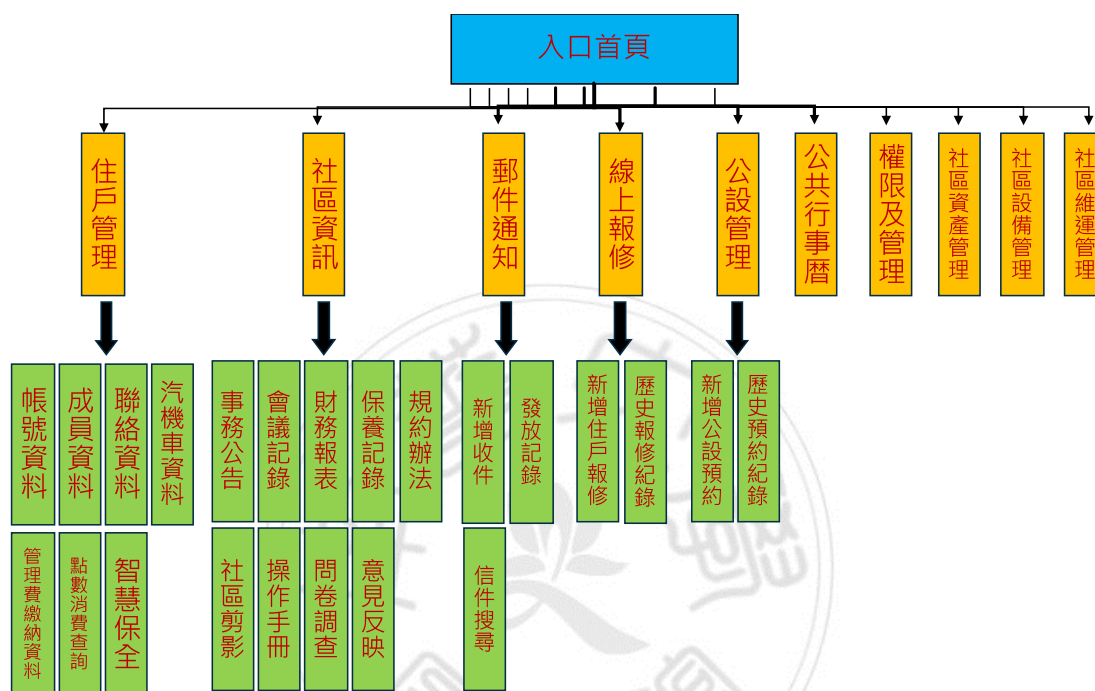 入口首頁
住戶管理
社區資訊
郵件通知
線上報修
公設管理
公共行事曆
權限及管理
社區資產管理
社區設備管理
社區維運管理
帳號資料
成員資料
聯絡資料
汽機車資料
事務公告
會議記錄
財務報表
保養記錄
規約辦法
新增收件
發放記錄
新增住戶報修
歷史報修紀錄
新增公設預約
歷史預約紀錄
管理費繳納資料
點數消費查詢
智慧保全
社區剪影
操作手冊
問卷調查
意見反映
信件搜尋